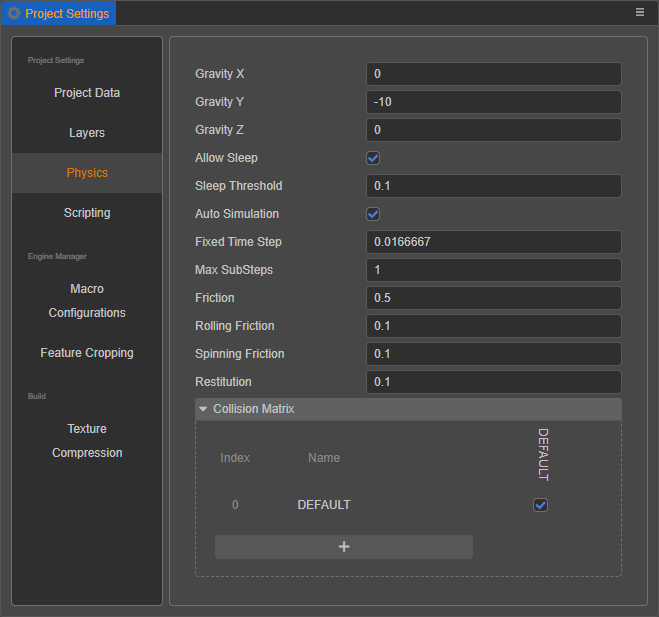 Project Settings
Project Settings
Project Data
Layers
Physics
Scripting
Engine Manager
Macro
Configurations
Feature Cropping
Build
Texture
Compression
Gravity X 0
Gravity Y -10
Gravity Z 0
Allow Sleep
Sleep Threshold 0.1
Auto Simulation
Fixed Time Step 0.0166667
Max SubSteps 1
Friction 0.5
Rolling Friction 0.1
Spinning Friction 0.1
Restitution 0.1
Collision Matrix
Index Name DEFAULT
0 DEFAULT
+